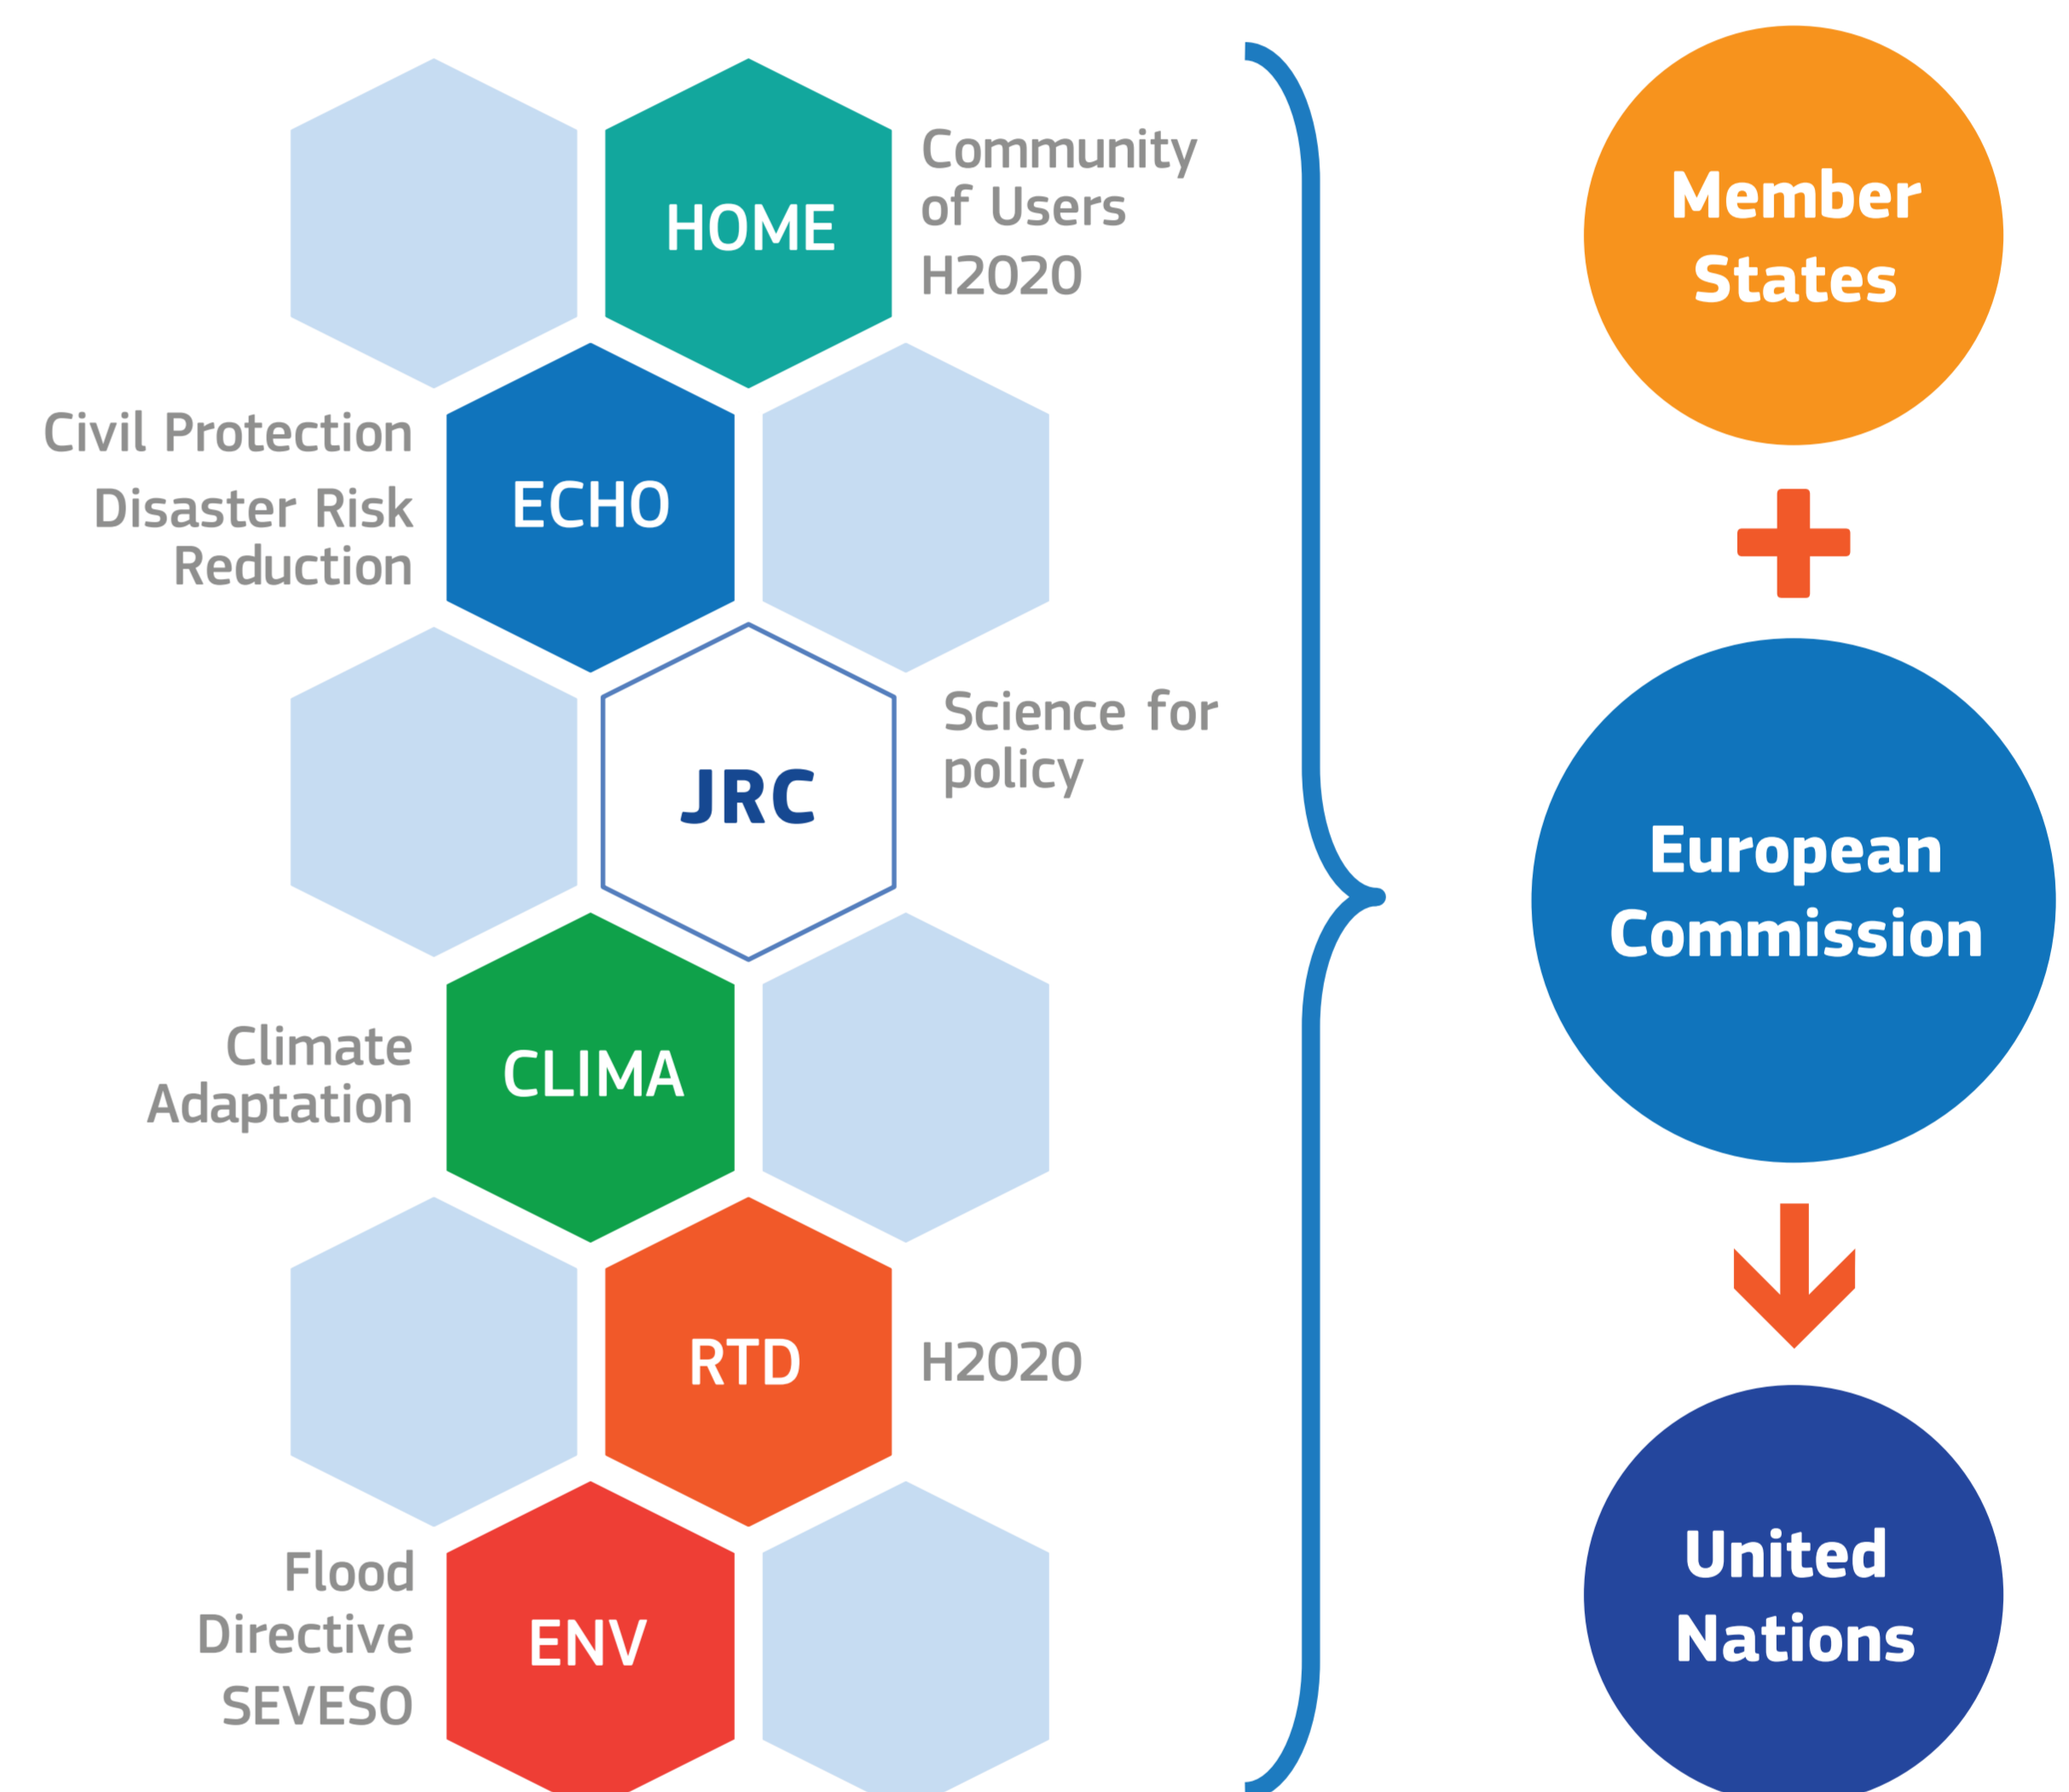 HOME
Community
of Users
H2020
Civil Protection
Disaster Risk
Reduction
ECHO
JRC
Science for
policy
Climate
Adaptation
CLIMA
RTD
H2020
Flood
Directive
SEVESO
ENV
Member
States
European
Commission
United
Nations